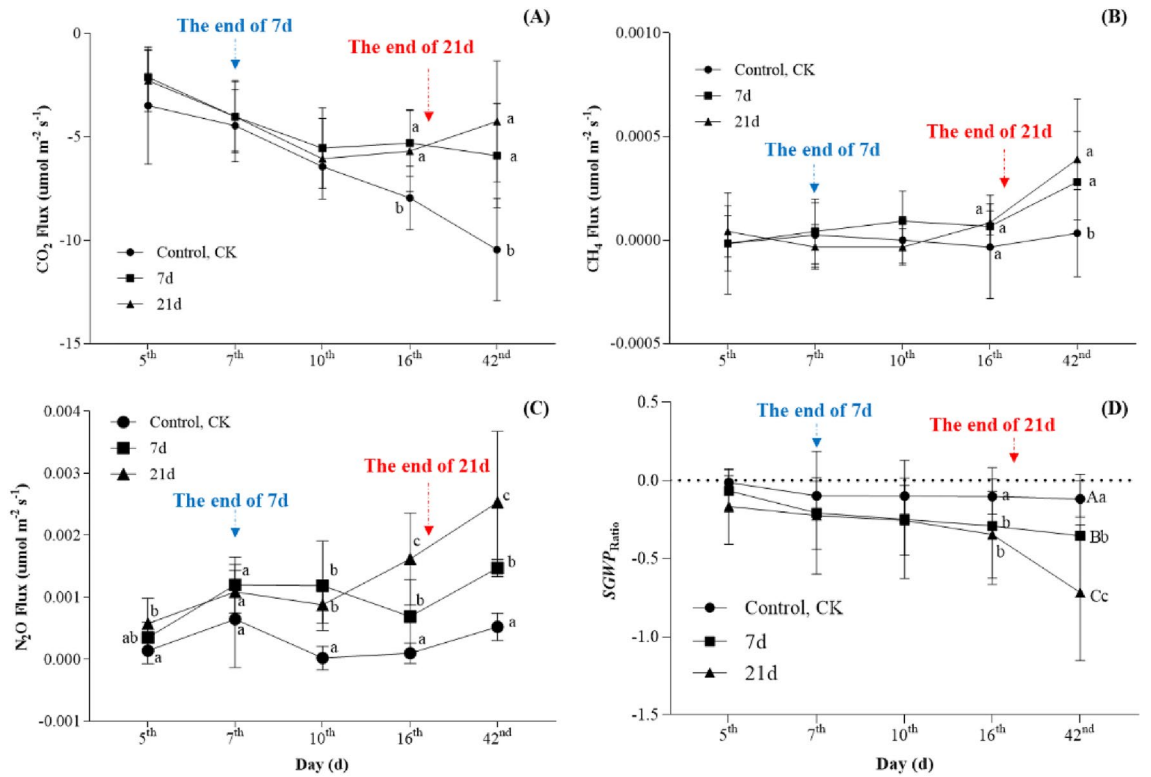 (A)
The end of 7d
The end of 21d
0
-5
-10
-15
CO2 Flux (umol m-2 s-1)
a
a
b
a
a
b
Control, CK
7d
21d
5th
7th
10th
16th
42nd
(B)
0.0010
0.0005
0.0000
-0.0005
CH4 Flux (umol m-2 s-1)
Control, CK
7d
21d
The end of 7d
The end of 21d
a
a
a
a
a
b
5th
7th
10th
16th
42nd
(C)
0.004
0.003
0.002
0.001
0.000
-0.001
N2O Flux (umol m-2 s-1)
Control, CK
7d
21d
The end of 7d
The end of 21d
b
ab
a
a
a
a
b
b
a
c
b
a
c
b
a
5th
7th
10th
16th
42nd
Day (d)
(D)
0.5
0.0
-0.5
-1.0
-1.5
SGWPRatio
The end of 7d
The end of 21d
a
b
b
Aa
Bb
Cc
Control, CK
7d
21d
5th
7th
10th
16th
42nd
Day (d)